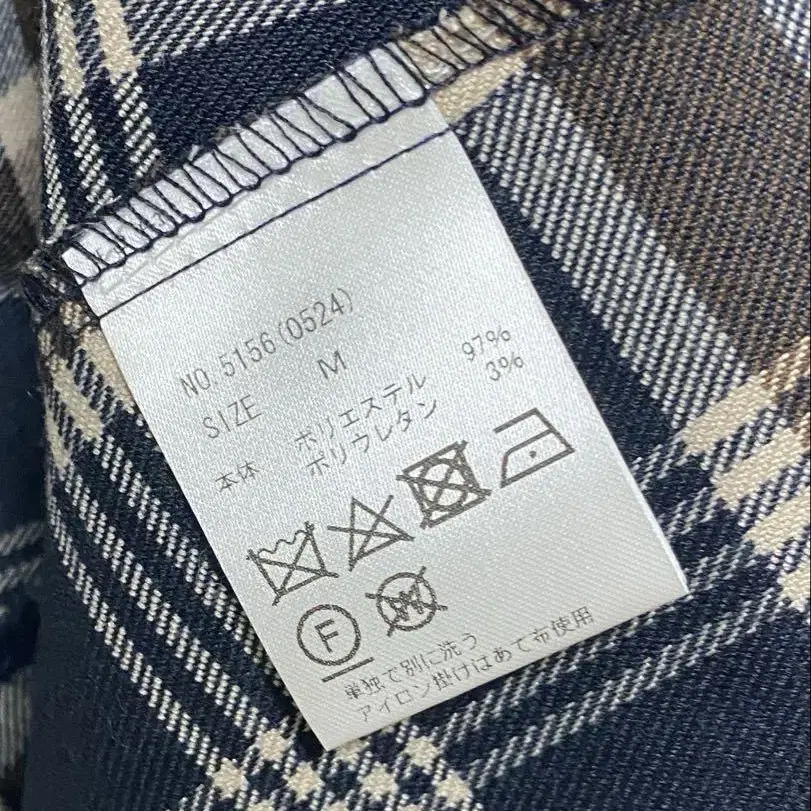 NO.5156(0524)
SIZE M
本体 ポリエステル 97%
ポリウレタン 3%
F W
単独で別に洗う
アイロン掛けはあて布使用